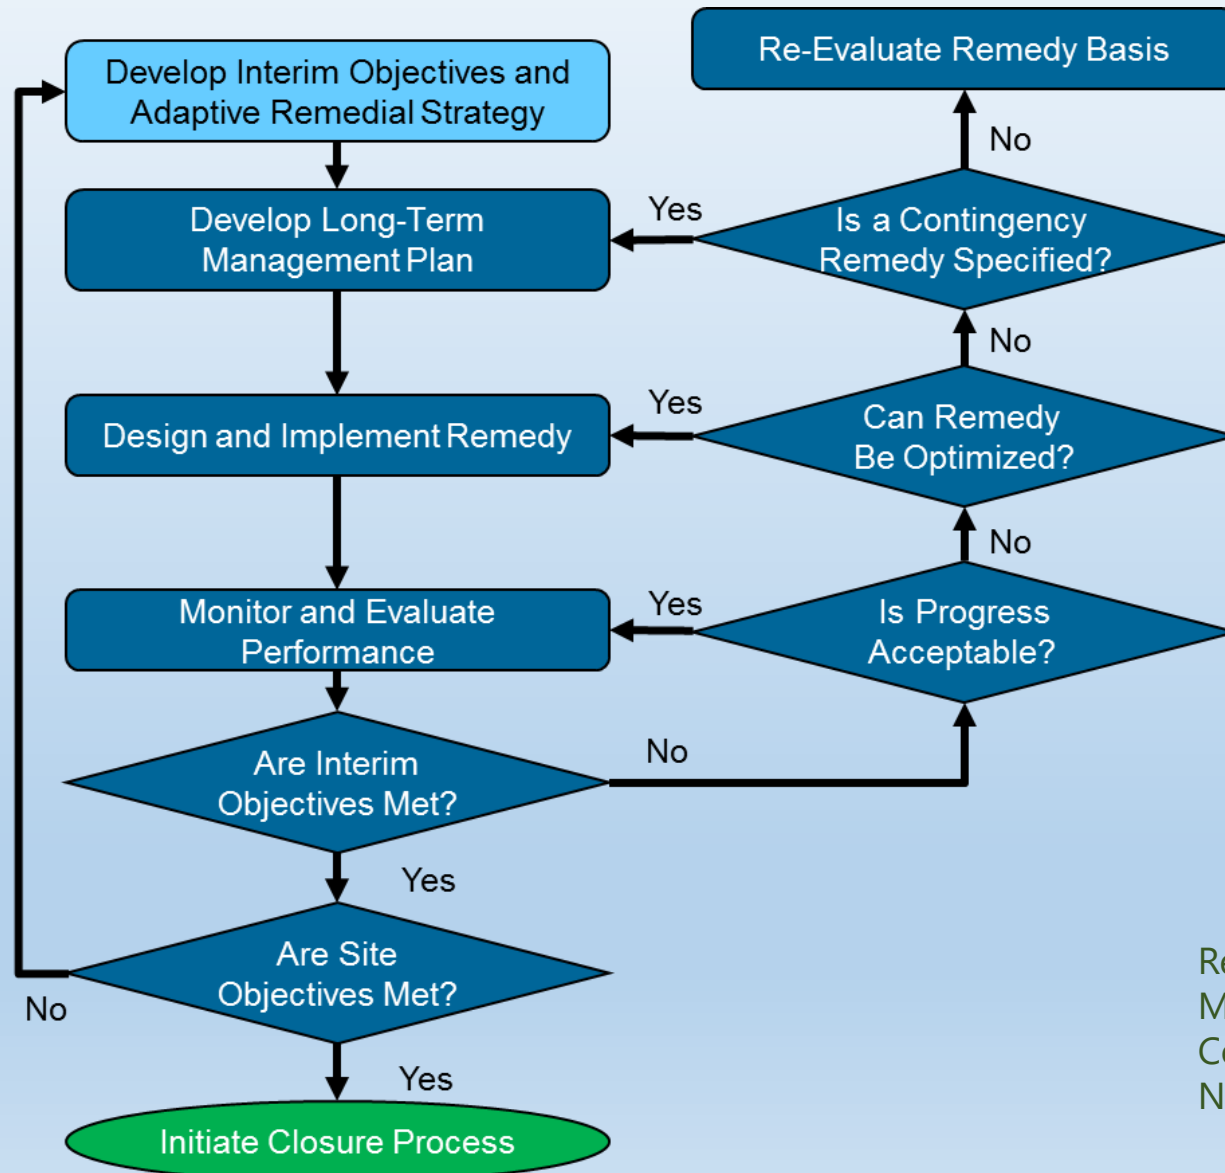 Develop Interim Objectives and
Adaptive Remedial Strategy
Develop Long-Term
Management Plan
Design and Implement Remedy
Monitor and Evaluate
Performance
Are Interim
Objectives Met?
No
Yes
Are Site
Objectives Met?
No
Yes
Initiate Closure Process
Re-Evaluate Remedy Basis
No
Is a Contingency
Remedy Specified?
Yes
No
Can Remedy
Be Optimized?
Yes
No
Is Progress
Acceptable?
Yes